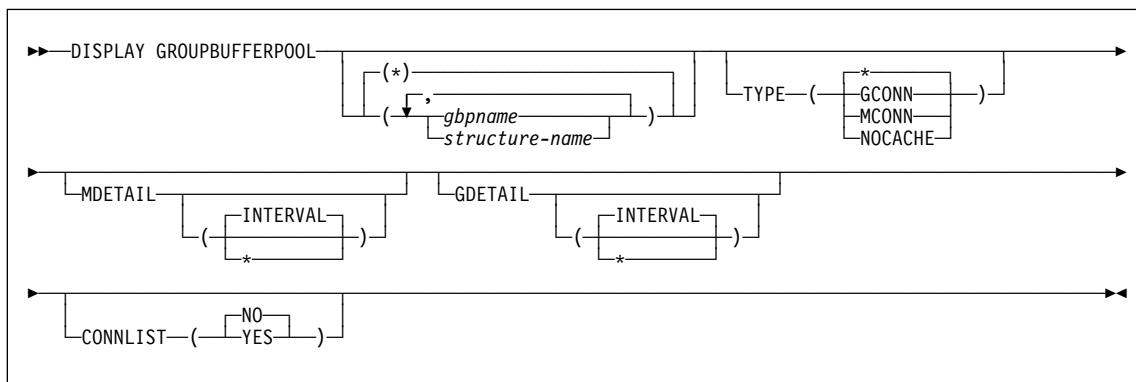 DISPLAY GROUPBUFFERPOOL
(*)
,
( gbpname )
structure-name
*
TYPE ( GCONN )
MCONN
NOCACHE
MDETAIL
INTERVAL
( )
*
GDETAIL
INTERVAL
( )
*
NO
CONNLIST ( YES )